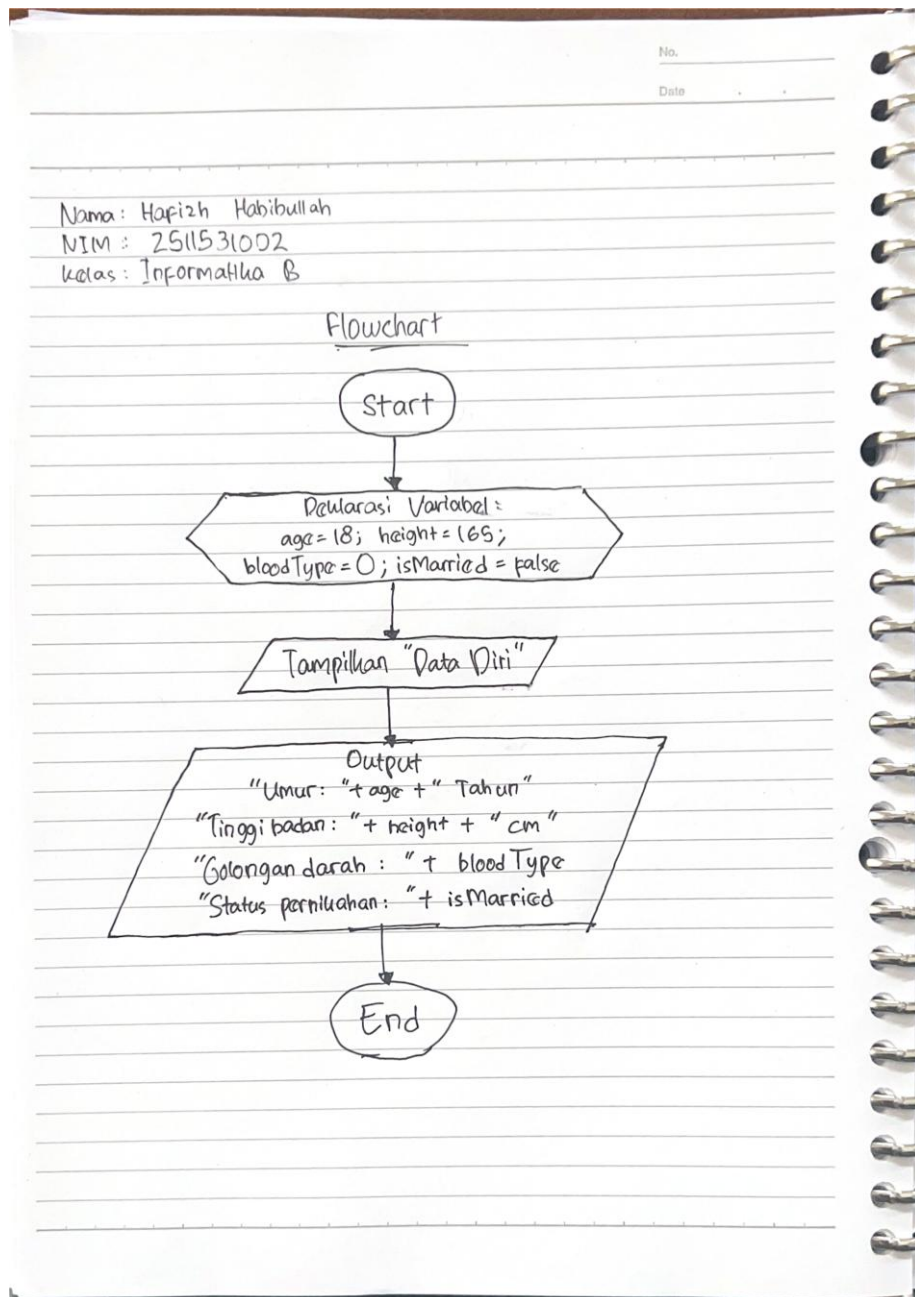 No.
Date
Nama: Hafizh Habibullah
NIM: 2511531002
Kelas: Informatika B
Flowchart
Start
Deklarasi Variabel:
age = 18; height = 165;
bloodType = O; isMarried = false
Tampilkan "Data Diri"
Output
"Umur: " + age + " Tahun"
"Tinggi badan: " + height + " cm"
"Golongan darah: " + bloodType
"Status pernikahan: " + isMarried
End